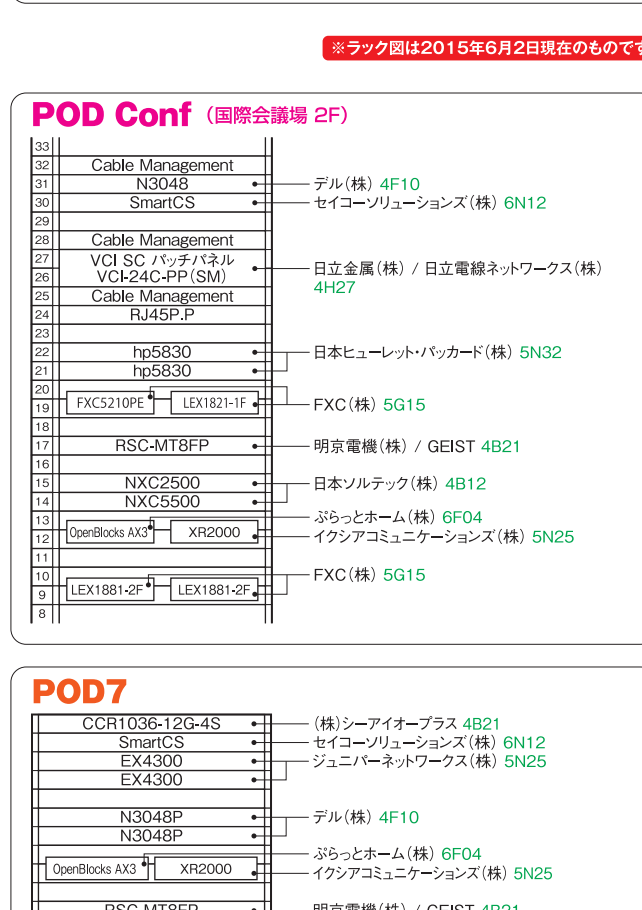 ※ラック図は2015年6月2日現在のものです
POD Conf (国際会議場 2F)
33
32 Cable Management
31 N3048 デル(株) 4F10
30 SmartCS セイコーソリューションズ(株) 6N12
29
28 Cable Management
27 VCI SC パッチパネル
26 VCI-24C-PP(SM) 日立金属(株) / 日立電線ネットワークス(株)
4H27
25 Cable Management
24 RJ45P.P
23
22 hp5830 日本ヒューレット・パッカード(株) 5N32
21 hp5830
20
19 FXC5210PE LEX1821-1F FXC(株) 5G15
18
17 RSC-MT8FP 明京電機(株) / GEIST 4B21
16
15 NXC2500 日本ソルテック(株) 4B12
14 NXC5500
13 ぷらっとホーム(株) 6F04
12 OpenBlocks AX3 XR2000 イクシアコミュニケーションズ(株) 5N25
11
10 FXC(株) 5G15
9 LEX1881-2F LEX1881-2F
8
POD7
CCR1036-12G-4S (株)シーアイオープラス 4B21
SmartCS セイコーソリューションズ(株) 6N12
EX4300 ジュニパーネットワークス(株) 5N25
EX4300
N3048P デル(株) 4F10
N3048P
ぷらっとホーム(株) 6F04
OpenBlocks AX3 XR2000 イクシアコミュニケーションズ(株) 5N25
RSC-MT8FP 明京電機(株) / GEIST 4B21